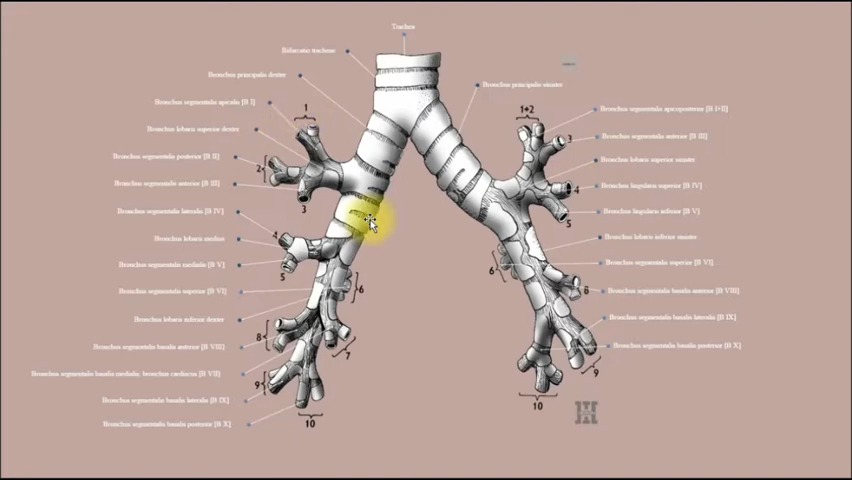 Trachea
Bifurcatio tracheae
Bronchus principalis dexter
Bronchus principalis sinister
Bronchus segmentalis apicalis [B I]
Bronchus lobaris superior dexter
Bronchus segmentalis posterior [B II]
Bronchus segmentalis anterior [B III]
Bronchus segmentalis lateralis [B IV]
Bronchus lobaris medius
Bronchus segmentalis medialis [B V]
Bronchus segmentalis superior [B VI]
Bronchus lobaris inferior dexter
Bronchus segmentalis basalis anterior [B VIII]
Bronchus segmentalis basalis medialis; bronchus cardiacus [B VII]
Bronchus segmentalis basalis lateralis [B IX]
Bronchus segmentalis basalis posterior [B X]
1
2
3
4
5
6
8
7
9
10
Bronchus segmentalis apicoposterior [B I+II]
Bronchus segmentalis anterior [B III]
Bronchus lobaris superior sinister
Bronchus lingularis superior [B IV]
Bronchus lingularis inferior [B V]
Bronchus lobaris inferior sinister
Bronchus segmentalis superior [B VI]
Bronchus segmentalis basalis anterior [B VIII]
Bronchus segmentalis basalis lateralis [B IX]
Bronchus segmentalis basalis posterior [B X]
1+2
3
4
5
6
8
9
10